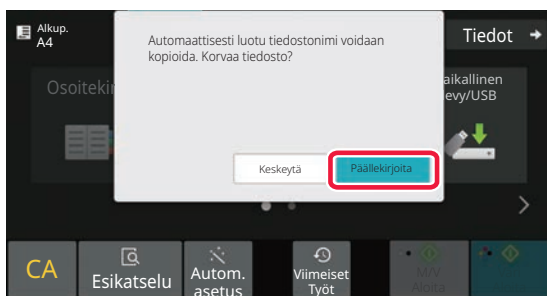 Alkup.
A4
Automaattisesti luotu tiedostonimi voidaan
kopioida. Korvaa tiedosto?
Tiedot
Osoitekir
aikallinen
evy/USB
Keskeytä
Päällekirjoita
CA
Esikatselu
Autom.
asetus
Viimeiset
Työt
M/V
Aloita